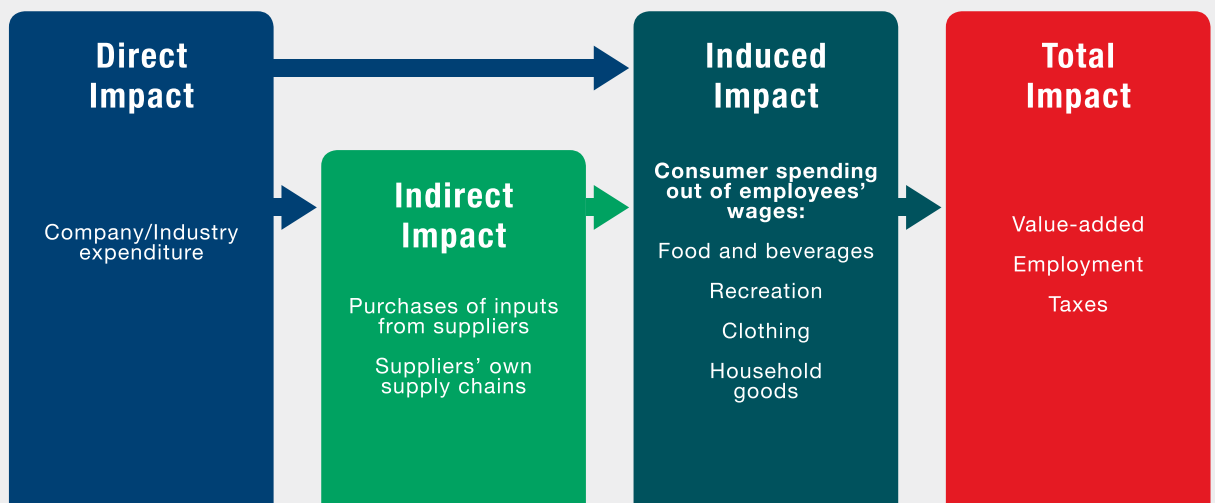 Direct
Impact
Company/Industry
expenditure
Indirect
Impact
Purchases of inputs
from suppliers
Suppliers’ own
supply chains
Induced
Impact
Consumer spending
out of employees’
wages:
Food and beverages
Recreation
Clothing
Household
goods
Total
Impact
Value-added
Employment
Taxes